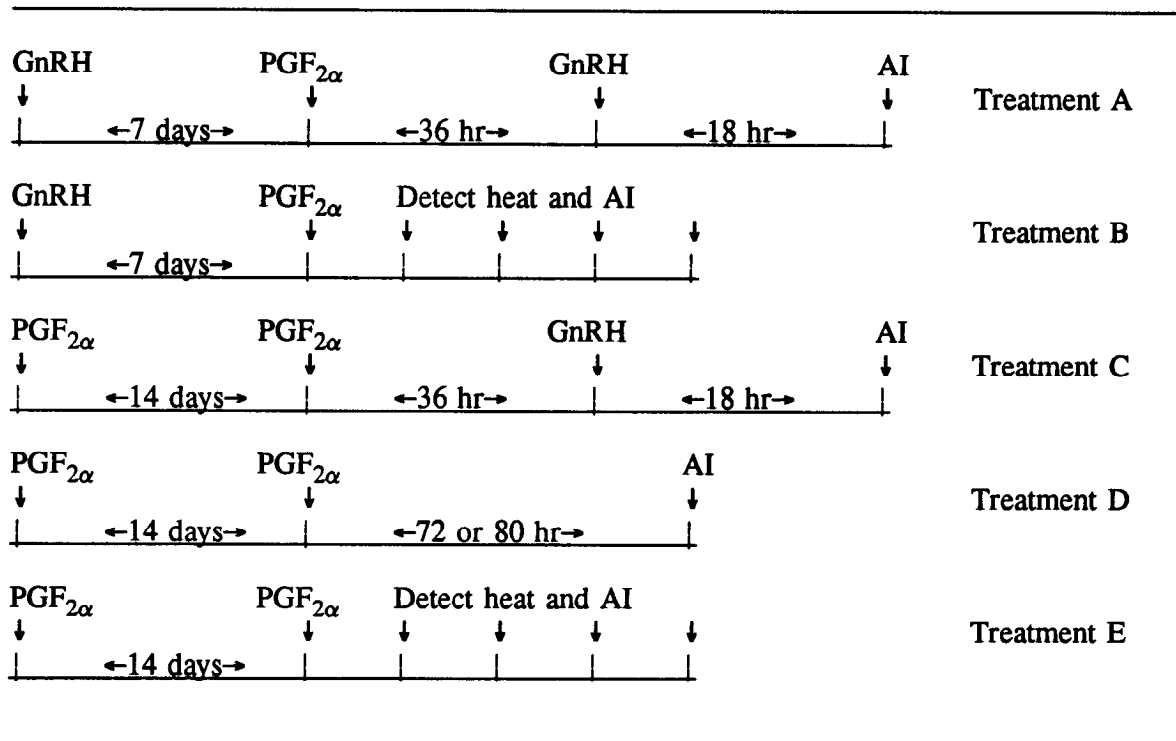 GnRH PGF2α GnRH AI
Treatment A
←7 days→ ←36 hr→ ←18 hr→
GnRH PGF2α Detect heat and AI
Treatment B
←7 days→
PGF2α PGF2α GnRH AI
Treatment C
←14 days→ ←36 hr→ ←18 hr→
PGF2α PGF2α AI
Treatment D
←14 days→ ←72 or 80 hr→
PGF2α PGF2α Detect heat and AI
Treatment E
←14 days→